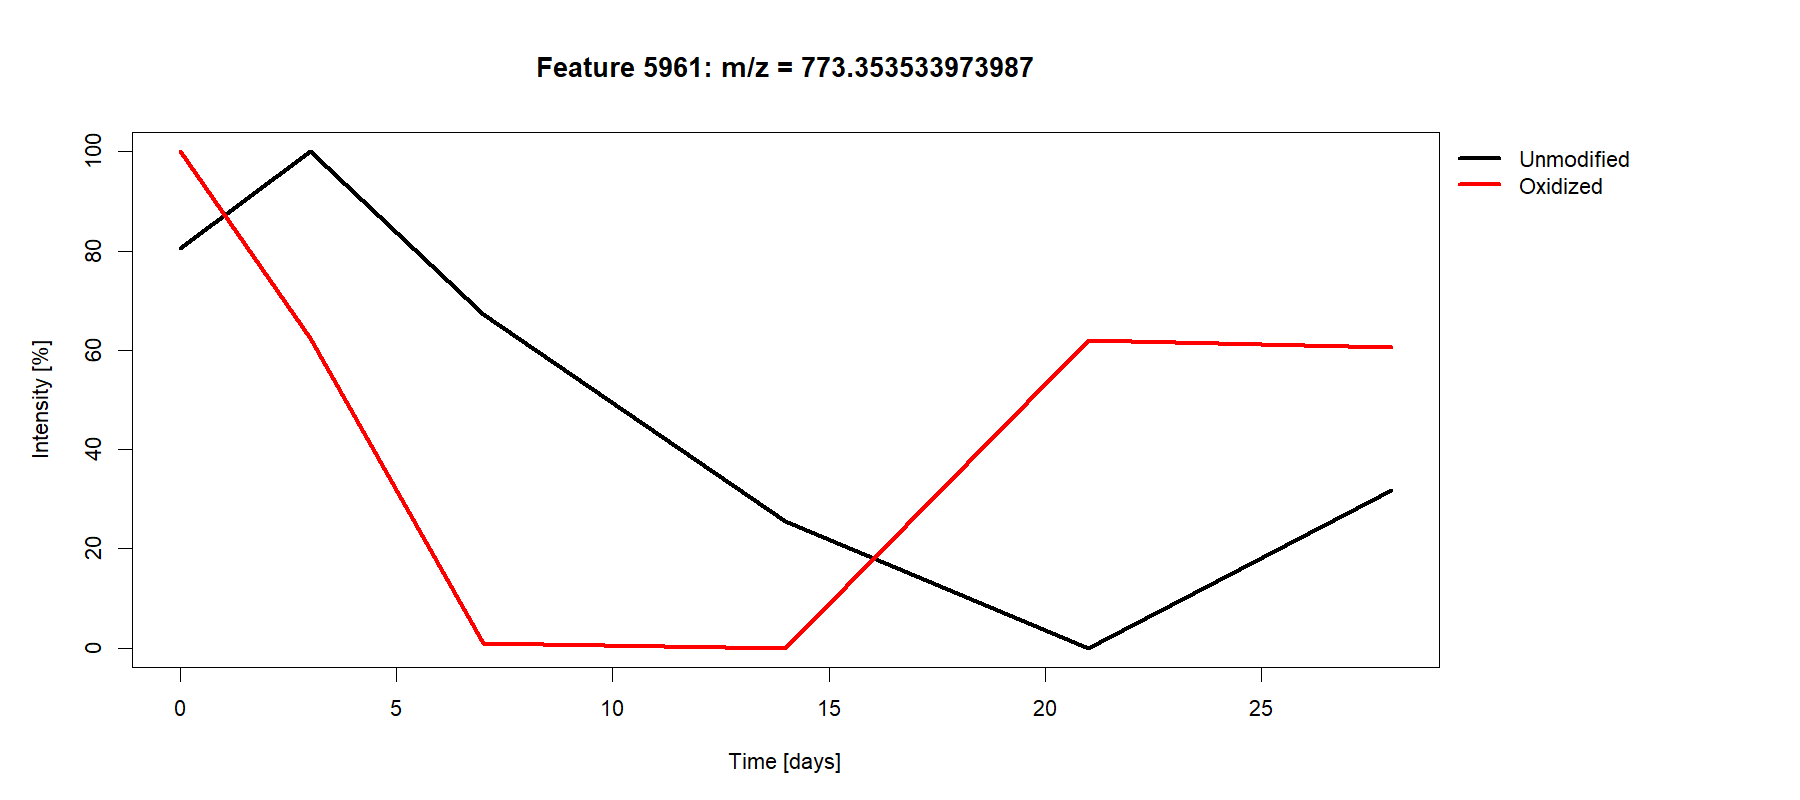 Feature 5961: m/z = 773.353533973987
Unmodified
Oxidized
Intensity [%]
100
80
60
40
20
0
0 5 10 15 20 25
Time [days]